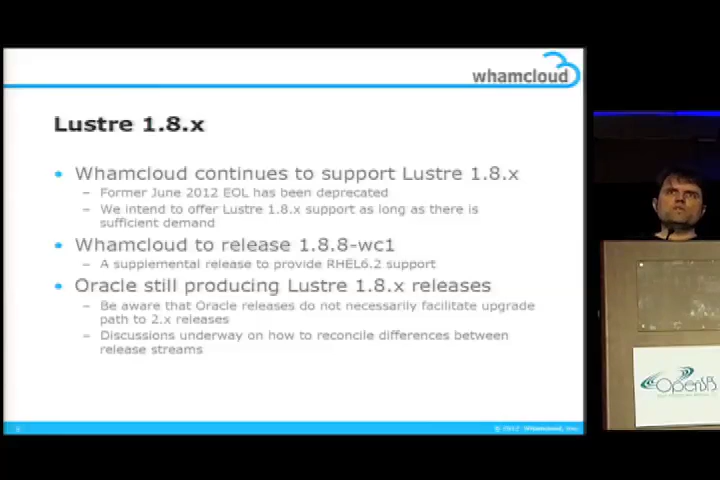 whamcloud
Lustre 1.8.x
• Whamcloud continues to support Lustre 1.8.x
– Former June 2012 EOL has been deprecated
– We intend to offer Lustre 1.8.x support as long as there is
sufficient demand
• Whamcloud to release 1.8.8-wc1
– A supplemental release to provide RHEL6.2 support
• Oracle still producing Lustre 1.8.x releases
– Be aware that Oracle releases do not necessarily facilitate upgrade
path to 2.x releases
– Discussions underway on how to reconcile differences between
release streams
© 2012 Whamcloud, Inc.
OpenSFS